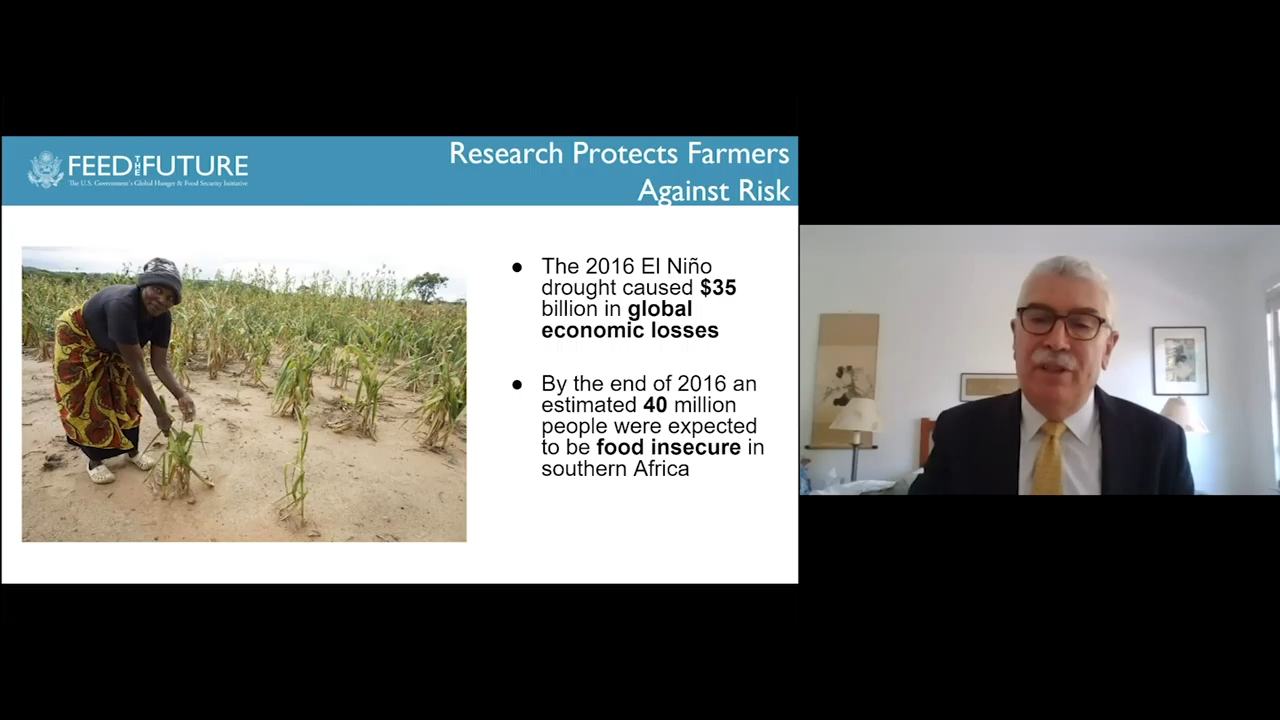 FEED THE FUTURE
The U.S. Government's Global Hunger & Food Security Initiative
Research Protects Farmers
Against Risk
● The 2016 El Niño
drought caused $35
billion in global
economic losses
● By the end of 2016 an
estimated 40 million
people were expected
to be food insecure in
southern Africa